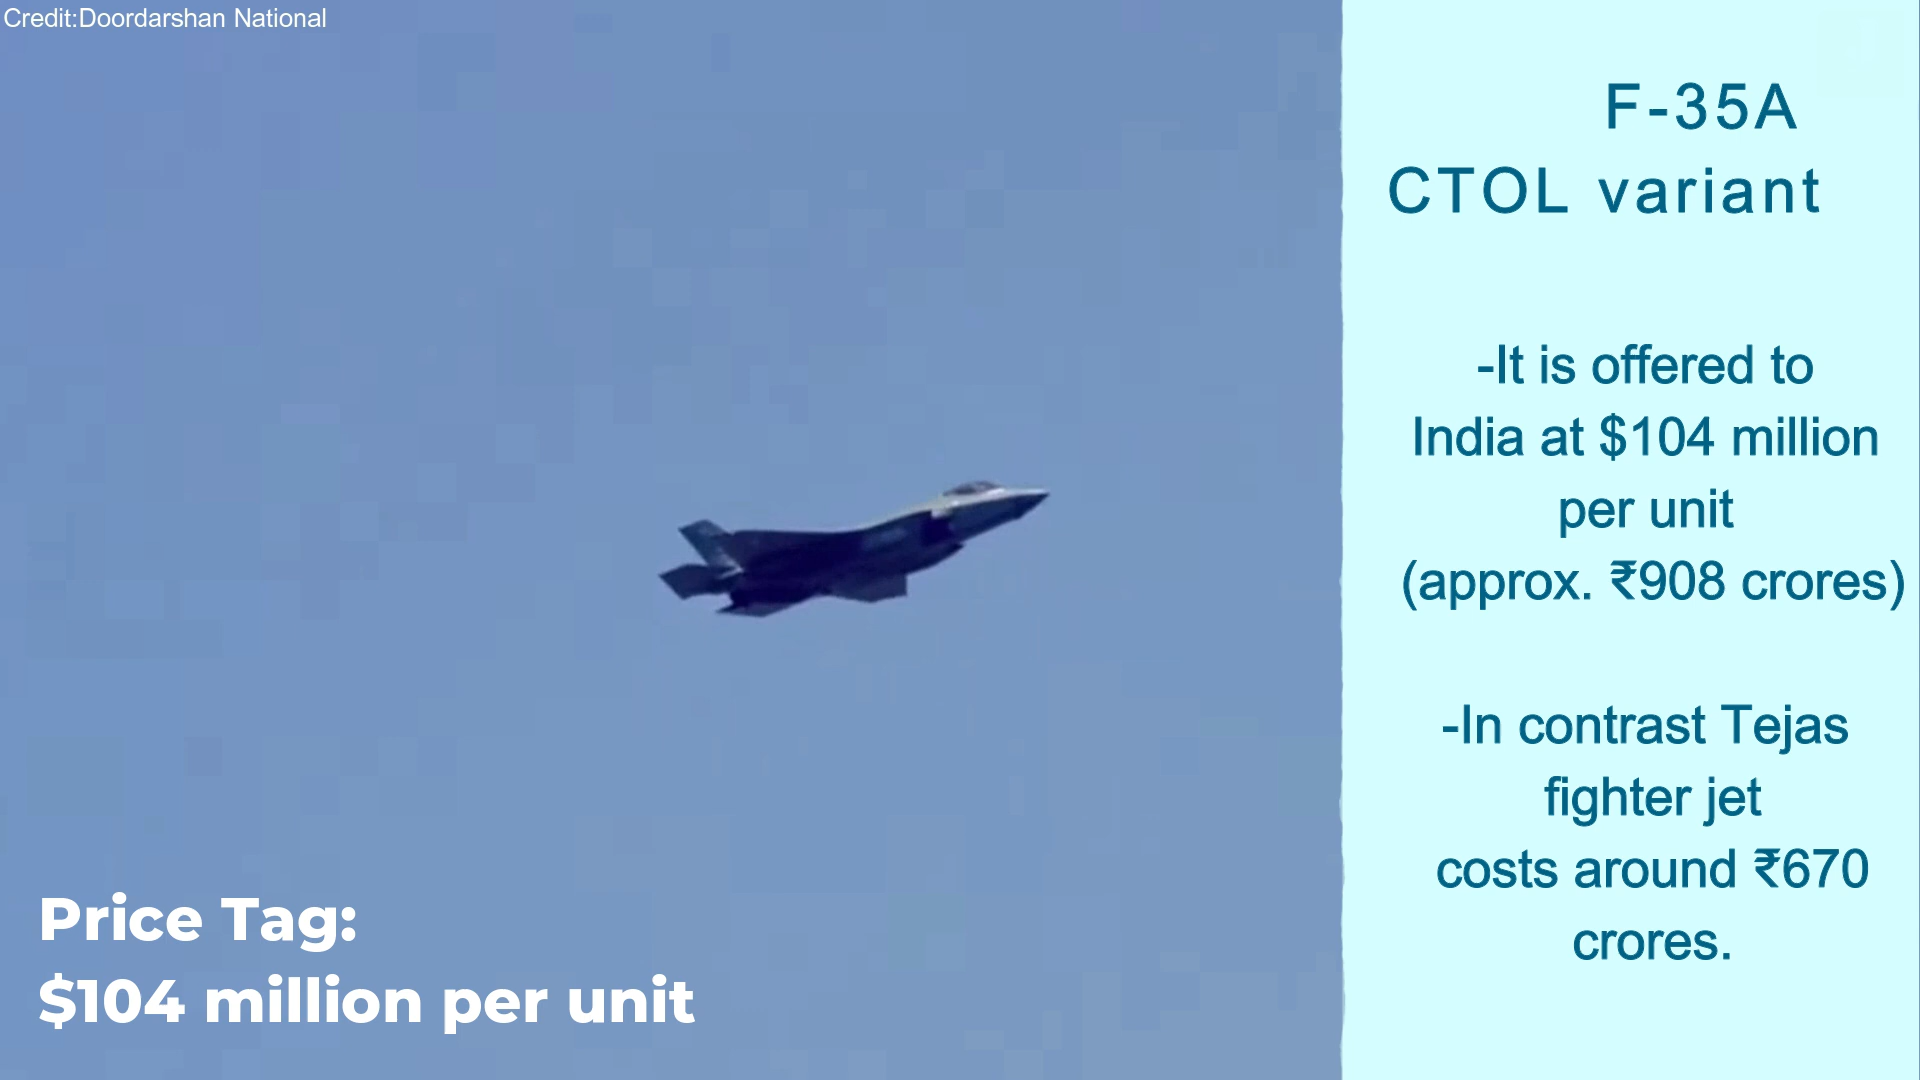 Credit:Doordarshan National
F-35A
CTOL variant
-It is offered to
India at $104 million
per unit
(approx. ₹908 crores)
-In contrast Tejas
fighter jet
costs around ₹670
crores.
Price Tag:
$104 million per unit